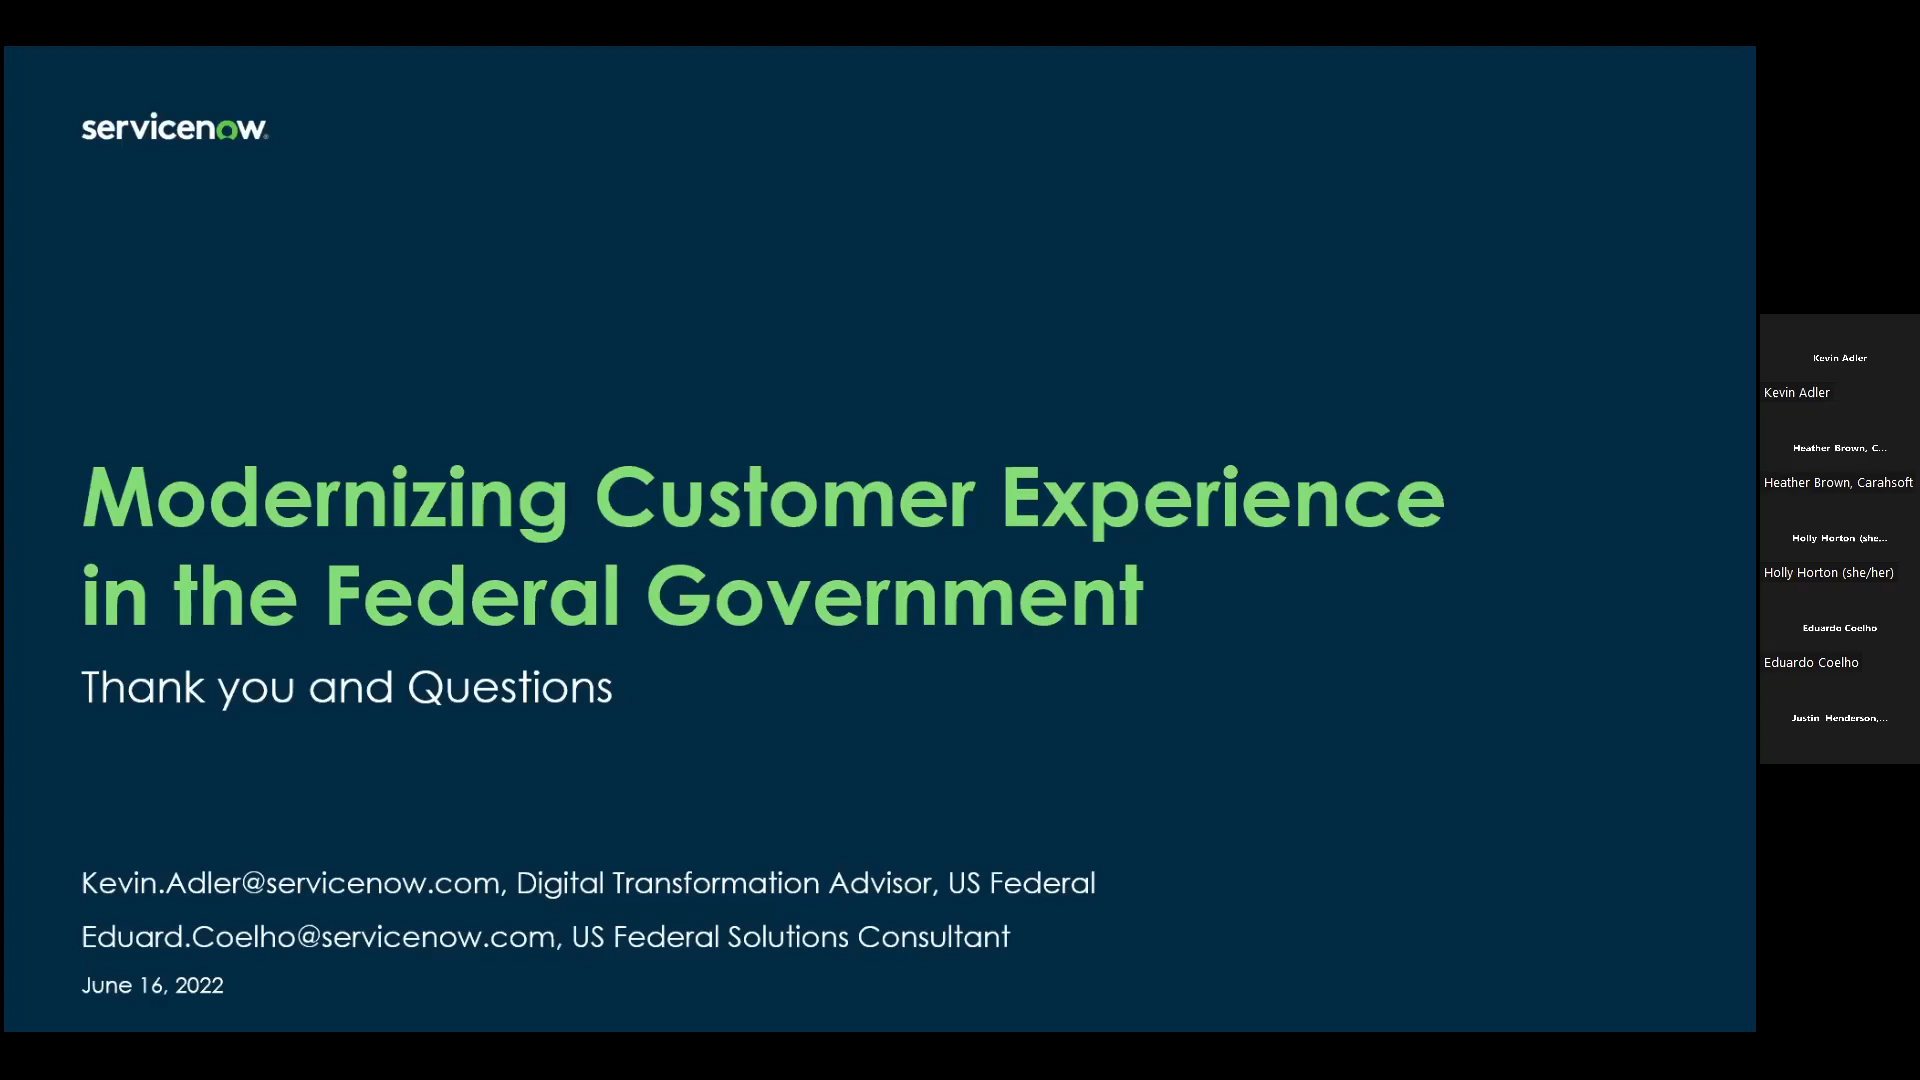 servicenow
Modernizing Customer Experience
in the Federal Government
Thank you and Questions
Kevin.Adler@servicenow.com, Digital Transformation Advisor, US Federal
Eduard.Coelho@servicenow.com, US Federal Solutions Consultant
June 16, 2022
Kevin Adler
Kevin Adler
Heather Brown, C...
Heather Brown, Carahsoft
Holly Horton (she...
Holly Horton (she/her)
Eduardo Coelho
Eduardo Coelho
Justin Henderson,...